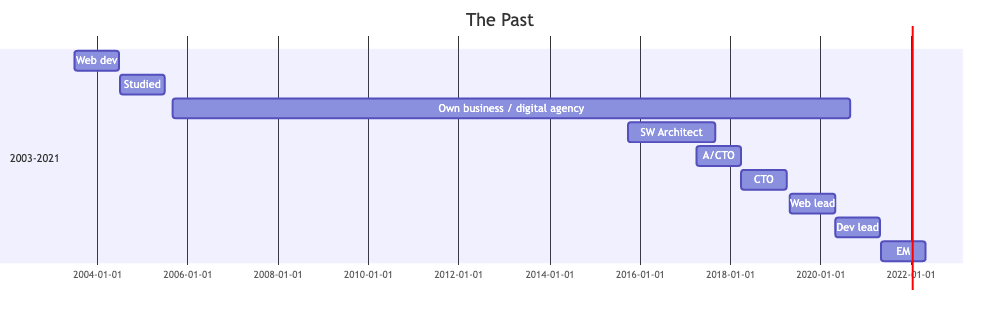 The Past
Web dev
Studied
Own business / digital agency
SW Architect
2003-2021
A/CTO
CTO
Web lead
Dev lead
EM
2004-01-01 2006-01-01 2008-01-01 2010-01-01 2012-01-01 2014-01-01 2016-01-01 2018-01-01 2020-01-01 2022-01-01